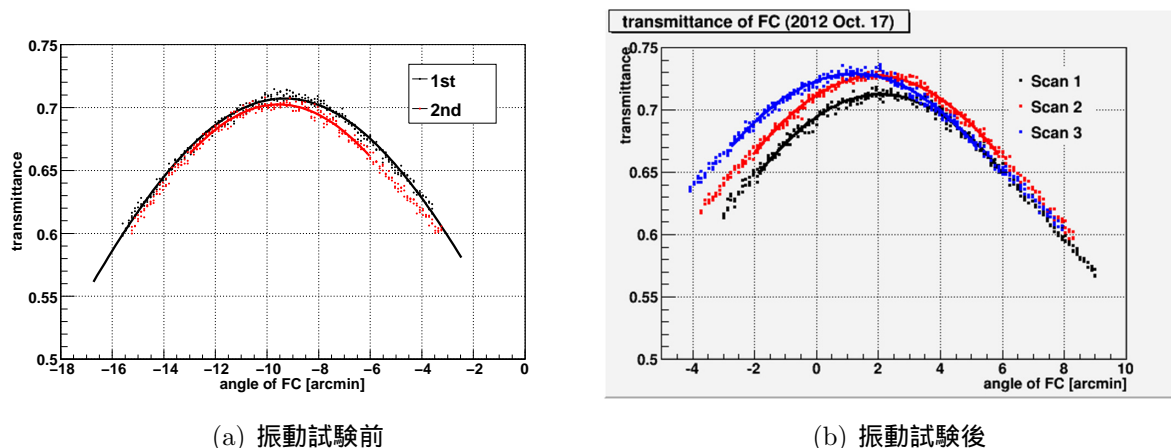 transmittance of FC (2012 Oct. 17)
transmittance
0.75
0.7
0.65
0.6
0.55
0.5
1st
2nd
-18 -16 -14 -12 -10 -8 -6 -4 -2 0
angle of FC [arcmin]
transmittance
0.75
0.7
0.65
0.6
0.55
0.5
Scan 1
Scan 2
Scan 3
-4 -2 0 2 4 6 8 10
angle of FC [arcmin]
(a) 振動試験前
(b) 振動試験後